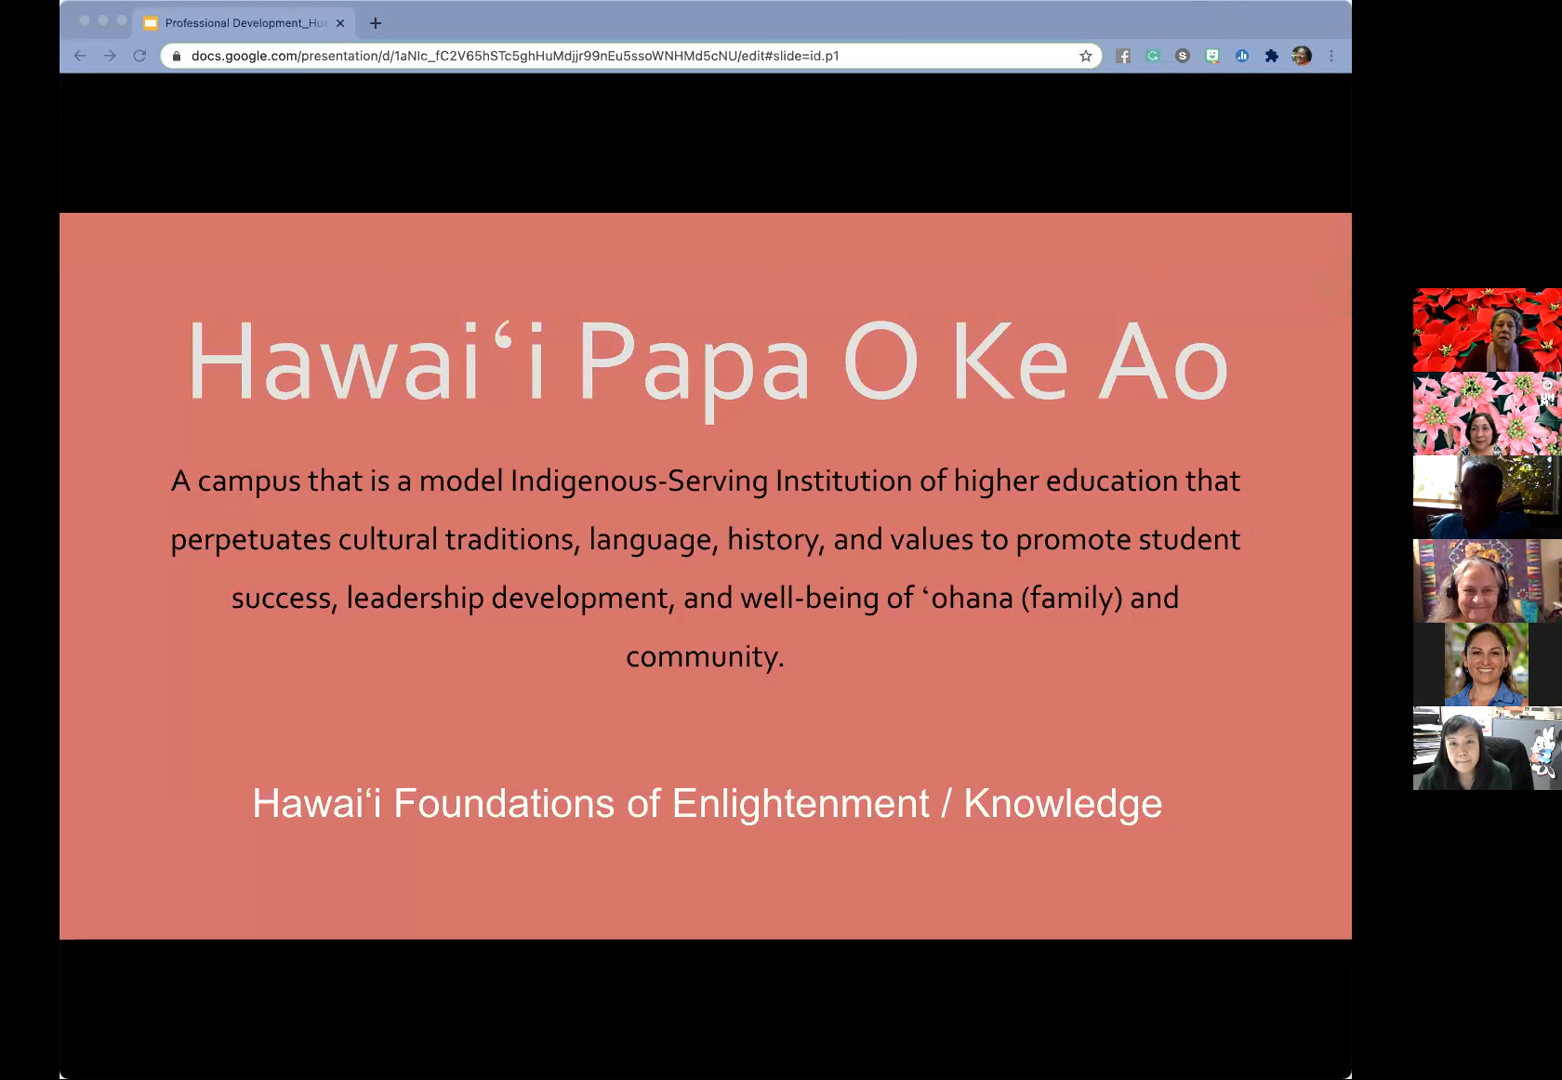 Professional Development_Hu
docs.google.com/presentation/d/1aNlc_fC2V65hSTc5ghHuMdjjr99nEu5ssoWNHMd5cNU/edit#slide=id.p1
Hawaiʻi Papa O Ke Ao
A campus that is a model Indigenous-Serving Institution of higher education that
perpetuates cultural traditions, language, history, and values to promote student
success, leadership development, and well-being of ʻohana (family) and
community.
Hawaiʻi Foundations of Enlightenment / Knowledge